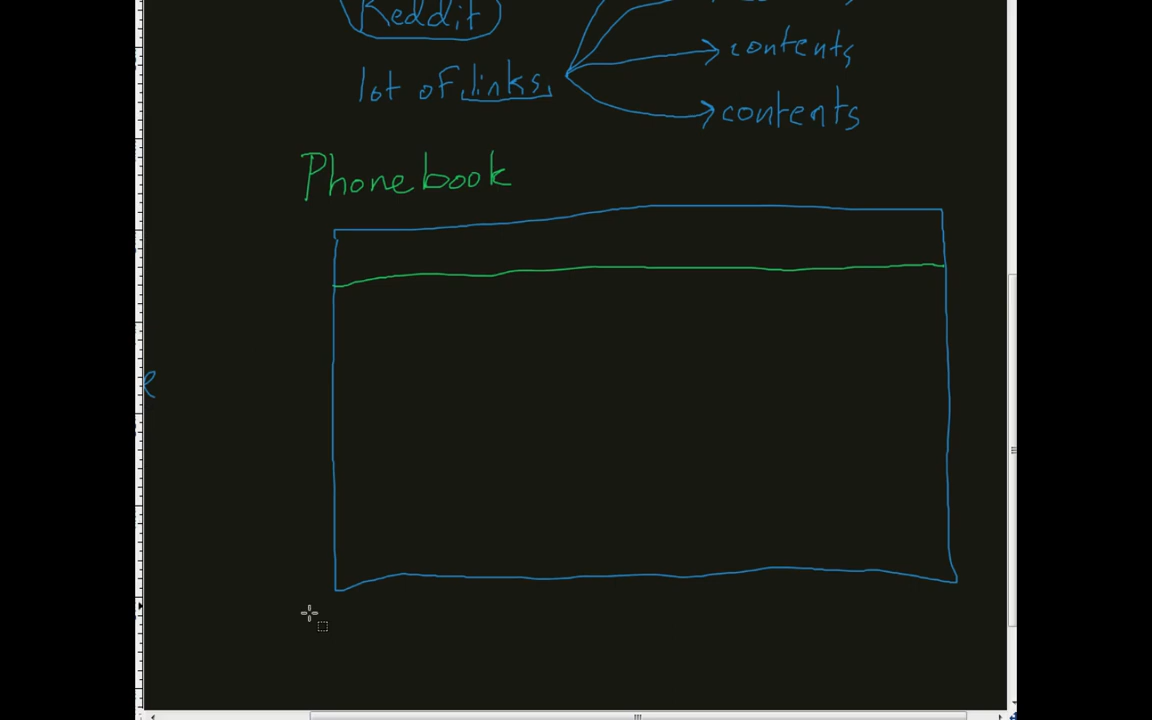 Reddit
contents
lot of links
contents
Phonebook
e